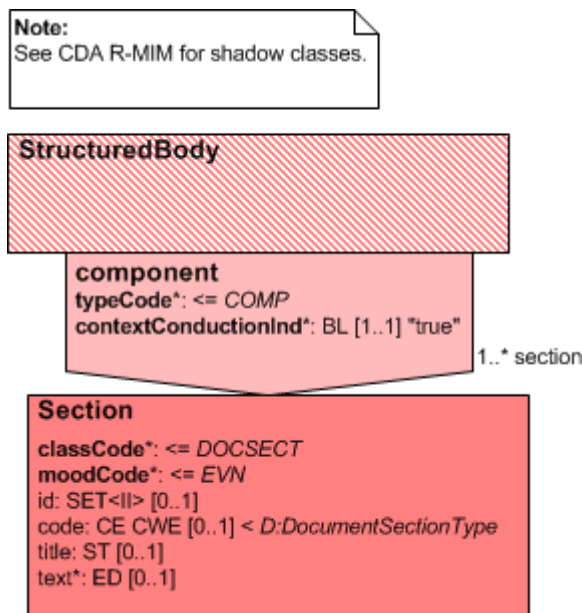 Note:
See CDA R-MIM for shadow classes.
StructuredBody
component
typeCode*: <= COMP
contextConductionInd*: BL [1..1] "true"
1..* section
Section
classCode*: <= DOCSECT
moodCode*: <= EVN
id: SET<II> [0..1]
code: CE CWE [0..1] < D:DocumentSectionType
title: ST [0..1]
text*: ED [0..1]